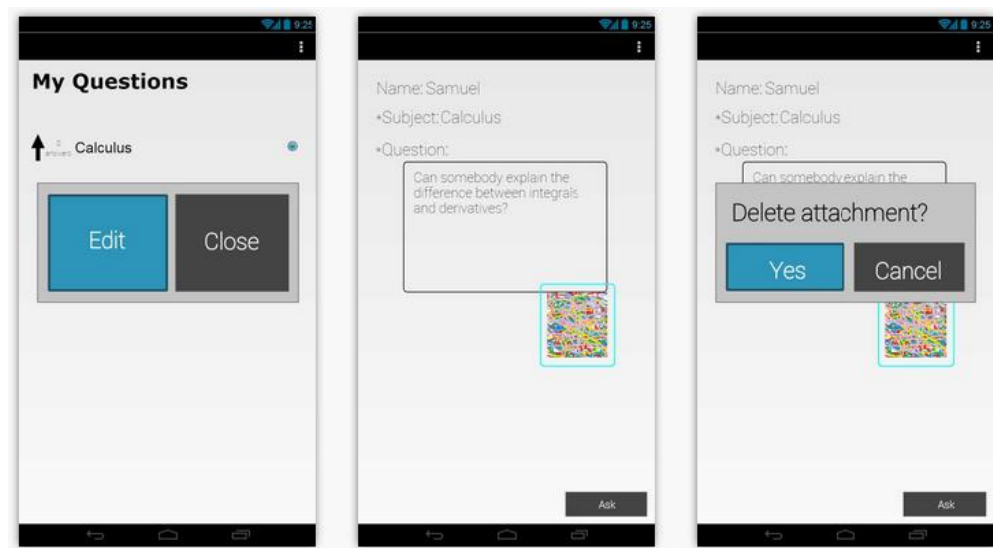 9:25
My Questions
0
answers
Calculus
Edit
Close
9:25
Name: Samuel
*Subject: Calculus
*Question:
Can somebody explain the
difference between integrals
and derivatives?
Ask
9:25
Name: Samuel
*Subject: Calculus
*Question:
Can somebody explain the
Delete attachment?
Yes
Cancel
Ask